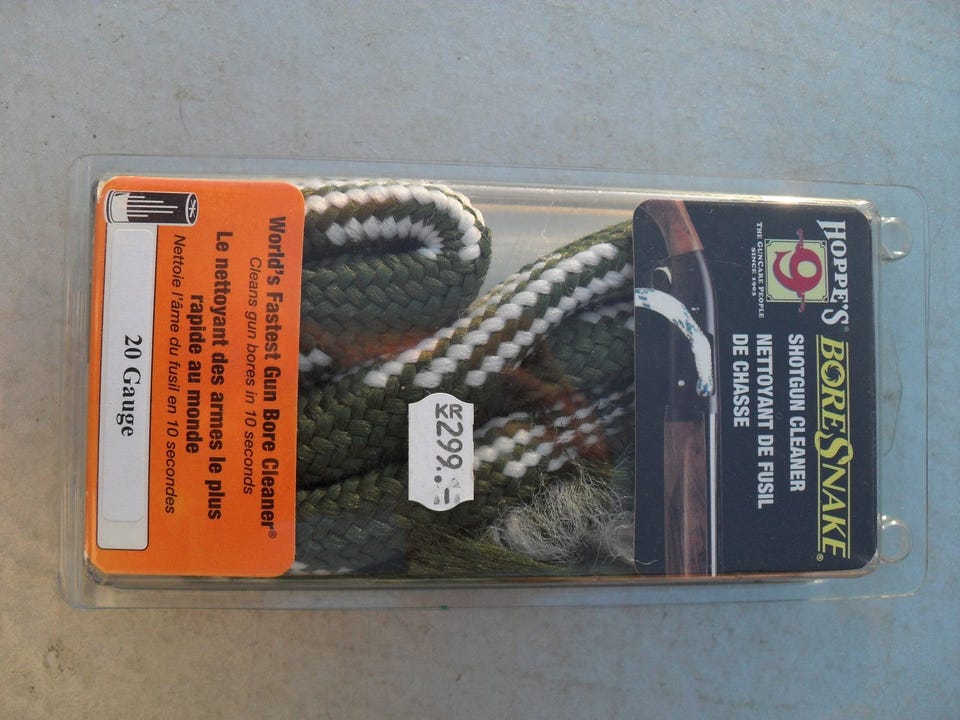 HOPPE'S® BORESNAKE®
9
THE GUNCARE PEOPLE
SINCE 1903
SHOTGUN CLEANER
NETTOYANT DE FUSIL
DE CHASSE
KR
299.-
World's Fastest Gun Bore Cleaner®
Cleans gun bores in 10 seconds
Le nettoyant des armes le plus
rapide au monde
Nettoie l'âme du fusil en 10 secondes
20 Gauge